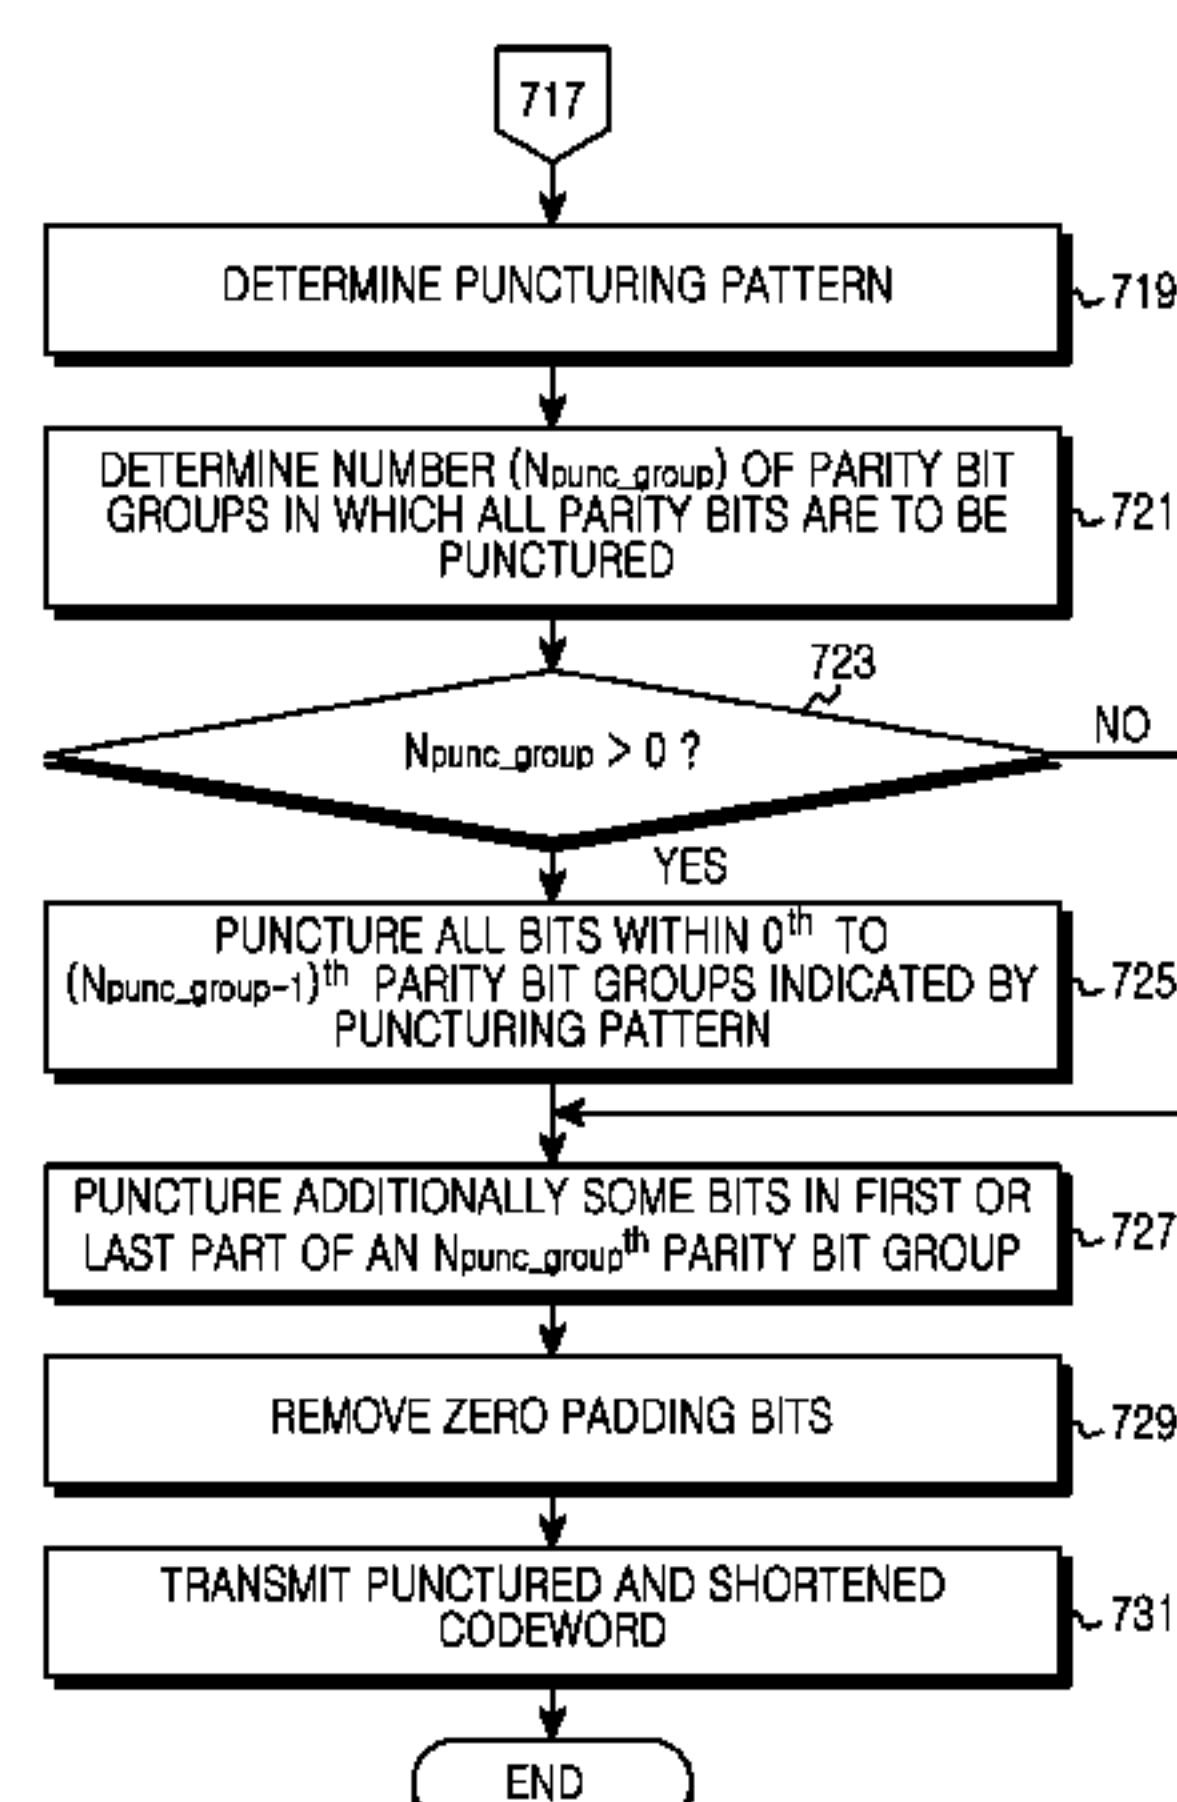 717
DETERMINE PUNCTURING PATTERN
719
DETERMINE NUMBER (Npunc_group) OF PARITY BIT
GROUPS IN WHICH ALL PARITY BITS ARE TO BE
PUNCTURED
721
723
Npunc_group > 0 ?
NO
YES
PUNCTURE ALL BITS WITHIN 0th TO
(Npunc_group-1)th PARITY BIT GROUPS INDICATED BY
PUNCTURING PATTERN
725
PUNCTURE ADDITIONALLY SOME BITS IN FIRST OR
LAST PART OF AN Npunc_groupth PARITY BIT GROUP
727
REMOVE ZERO PADDING BITS
729
TRANSMIT PUNCTURED AND SHORTENED
CODEWORD
731
END